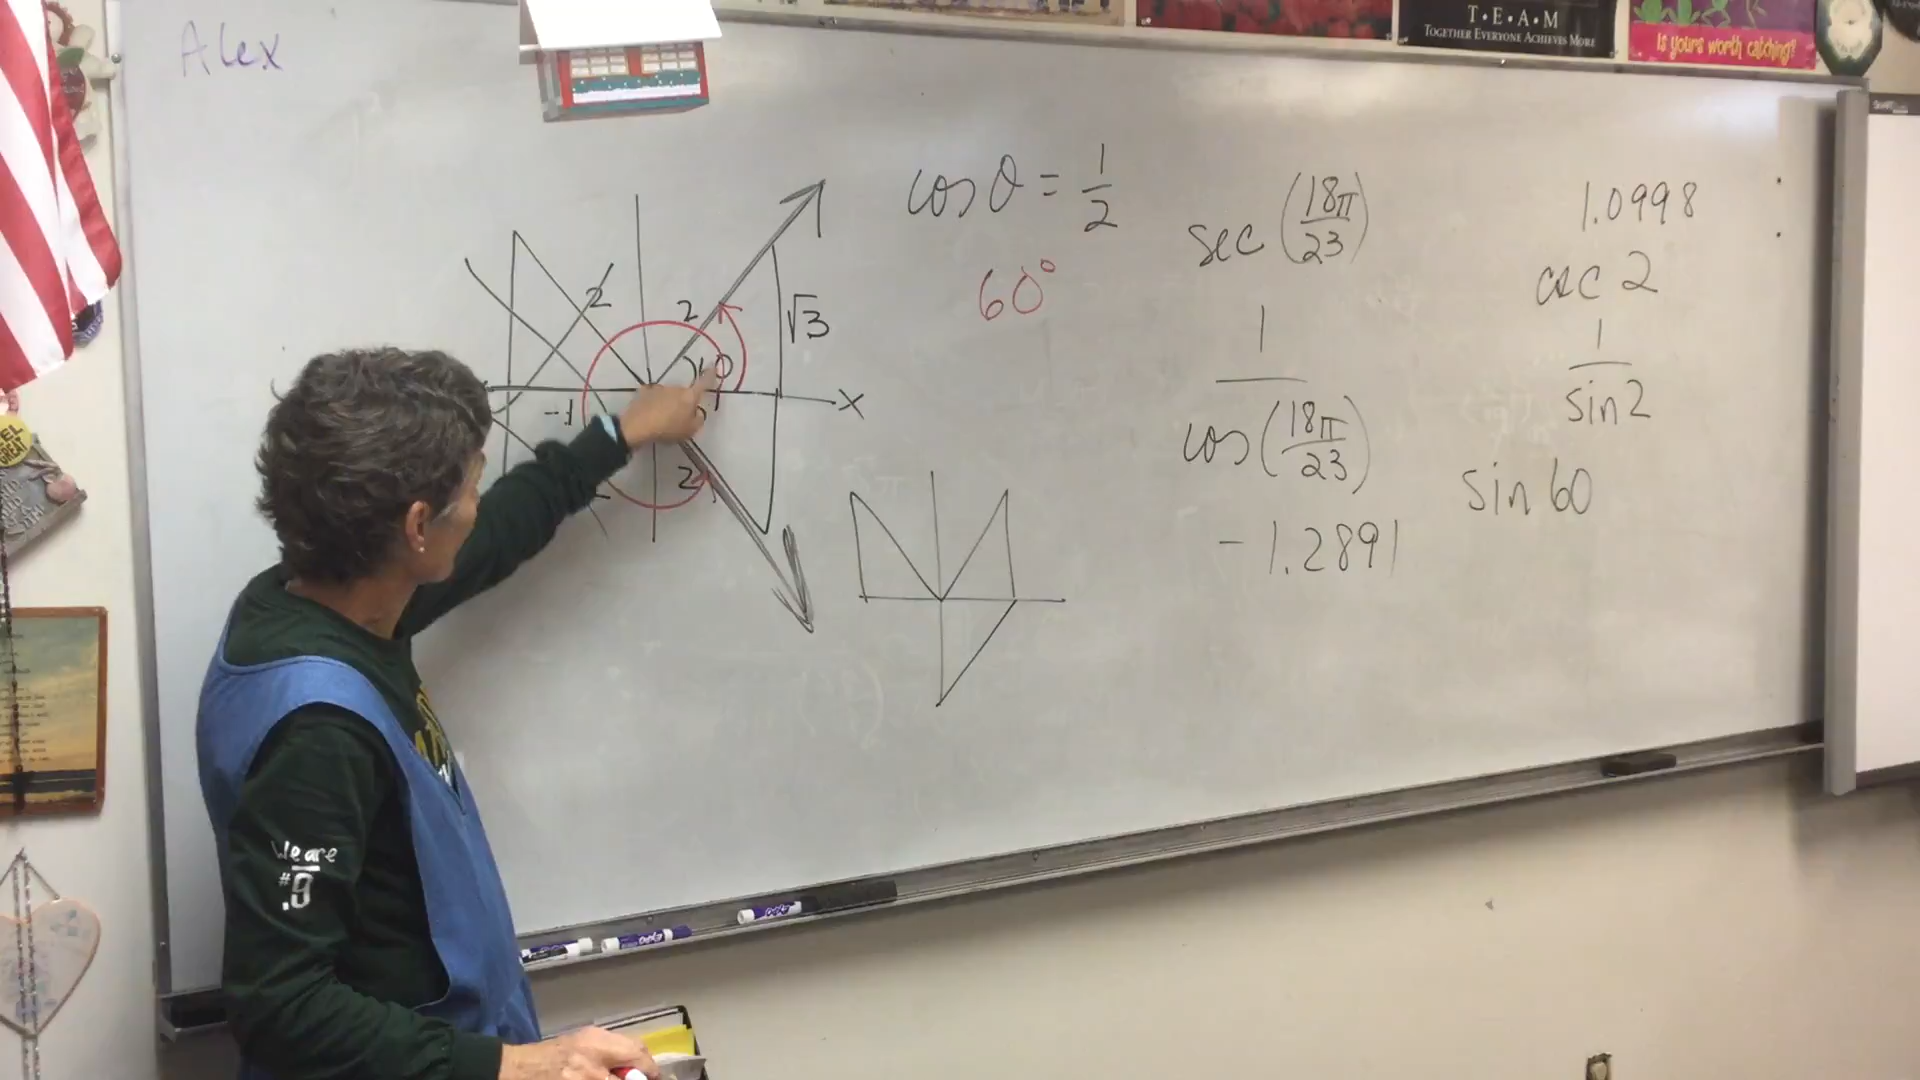 Alex
T•E•A•M
TOGETHER EVERYONE ACHIEVES MORE
Is yours worth catching?
cos θ = 1/2
60°
sec (18π/23)
1
cos (18π/23)
-1.2891
1.0998
csc 2
1
sin 2
sin 60
2
2
√3
-1
x
2
We are
#.9